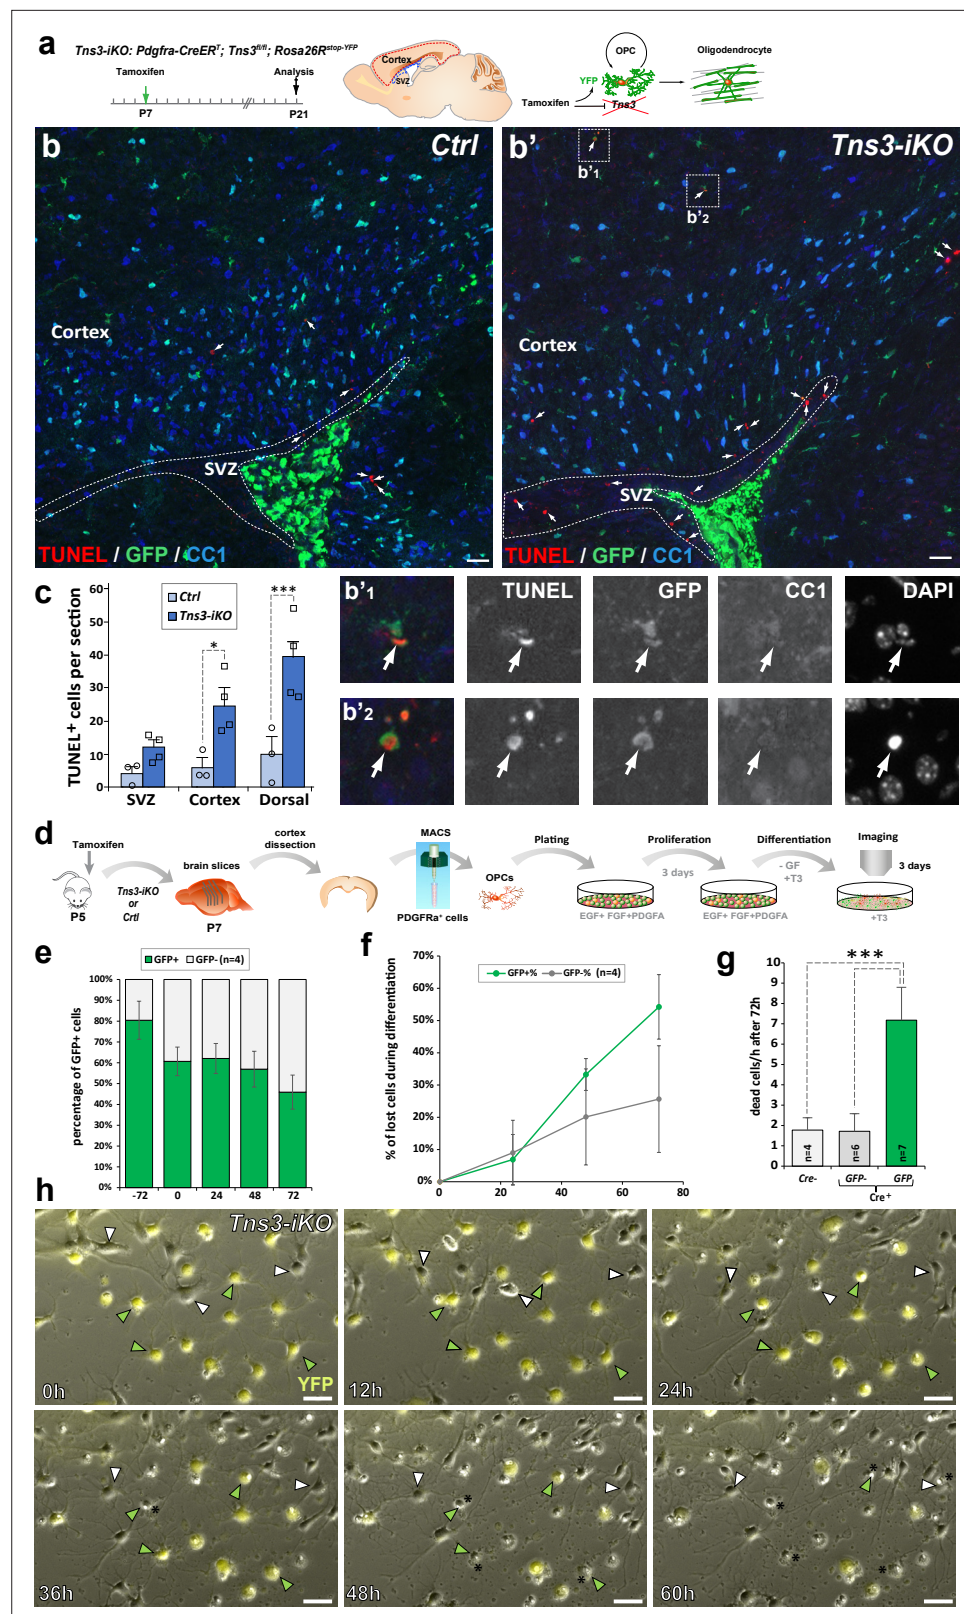 a
Tns3-iKO: Pdgfra-CreERT; Tns3fl/fl; Rosa26Rstop-YFP
Tamoxifen
Analysis
P7
P21
Cortex
SVZ
OPC
YFP
Tamoxifen
Tns3
Oligodendrocyte
b
Ctrl
Cortex
SVZ
TUNEL / GFP / CC1
b'
Tns3-iKO
b'1
b'2
Cortex
SVZ
TUNEL / GFP / CC1
c
TUNEL+ cells per section
60
50
40
30
20
10
0
Ctrl
Tns3-iKO
*
***
SVZ
Cortex
Dorsal
b'1
TUNEL
GFP
CC1
DAPI
b'2
d
Tamoxifen
P5
Tns3-iKO
or
Crtl
brain slices
P7
cortex
dissection
MACS
PDGFRa+ cells
OPCs
Plating
EGF+ FGF+PDGFA
Proliferation
3 days
EGF+ FGF+PDGFA
Differentiation
- GF
+T3
Imaging
3 days
+T3
e
GFP+
GFP- (n=4)
percentage of GFP+ cells
100%
90%
80%
70%
60%
50%
40%
30%
20%
10%
0%
-72
0
24
48
72
f
GFP+%
GFP-% (n=4)
% of lost cells during differentiation
70%
60%
50%
40%
30%
20%
10%
0%
0
20
40
60
80
g
***
dead cells/h after 72h
10
9
8
7
6
5
4
3
2
1
0
n=4
n=6
n=7
Cre-
GFP-
GFP
Cre+
h
Tns3-iKO
0h
YFP
12h
24h
36h
*
48h
*
*
*
60h
*
*
*
*
*